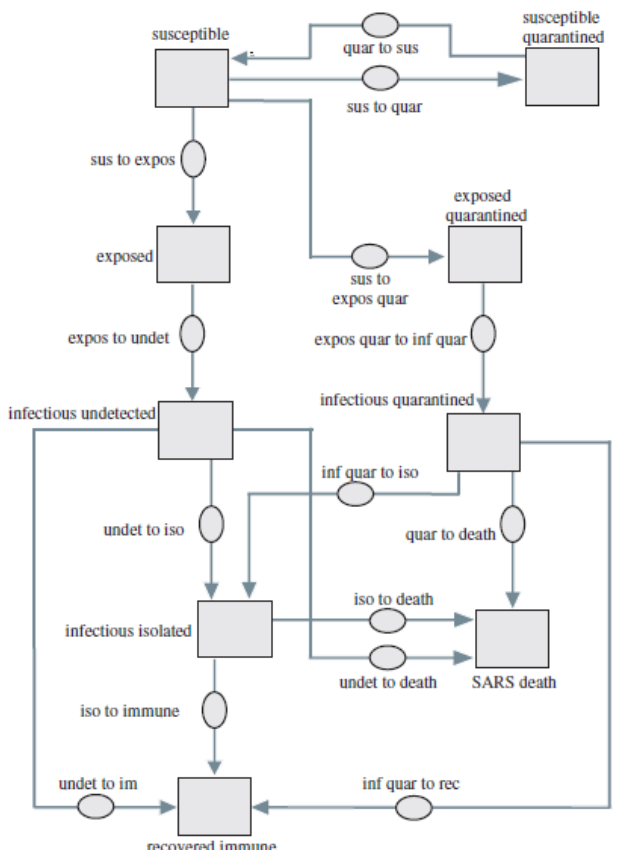 susceptible
quarantined
susceptible
quar to sus
sus to quar
sus to expos
exposed
quarantined
exposed
sus to
expos quar
expos to undet
expos quar to inf quar
infectious undetected
infectious quarantined
inf quar to iso
undet to iso
quar to death
iso to death
infectious isolated
undet to death
SARS death
iso to immune
undet to im
inf quar to rec
recovered immune